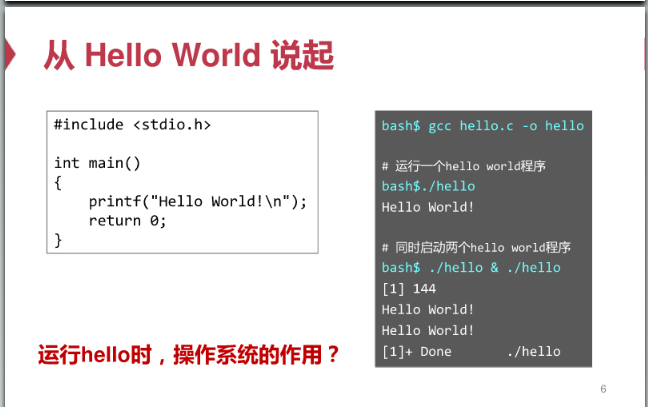 从 Hello World 说起
#include <stdio.h>
int main()
{
    printf("Hello World!\n");
    return 0;
}
bash$ gcc hello.c -o hello
# 运行一个hello world程序
bash$./hello
Hello World!
# 同时启动两个hello world程序
bash$ ./hello & ./hello
[1] 144
Hello World!
Hello World!
[1]+ Done       ./hello
运行hello时，操作系统的作用？
6